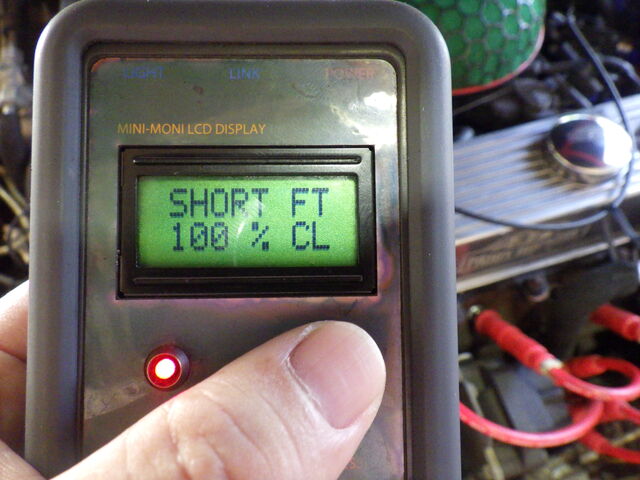 LIGHT LINK POWER
MINI-MONI LCD DISPLAY
SHORT FT
100 % CL